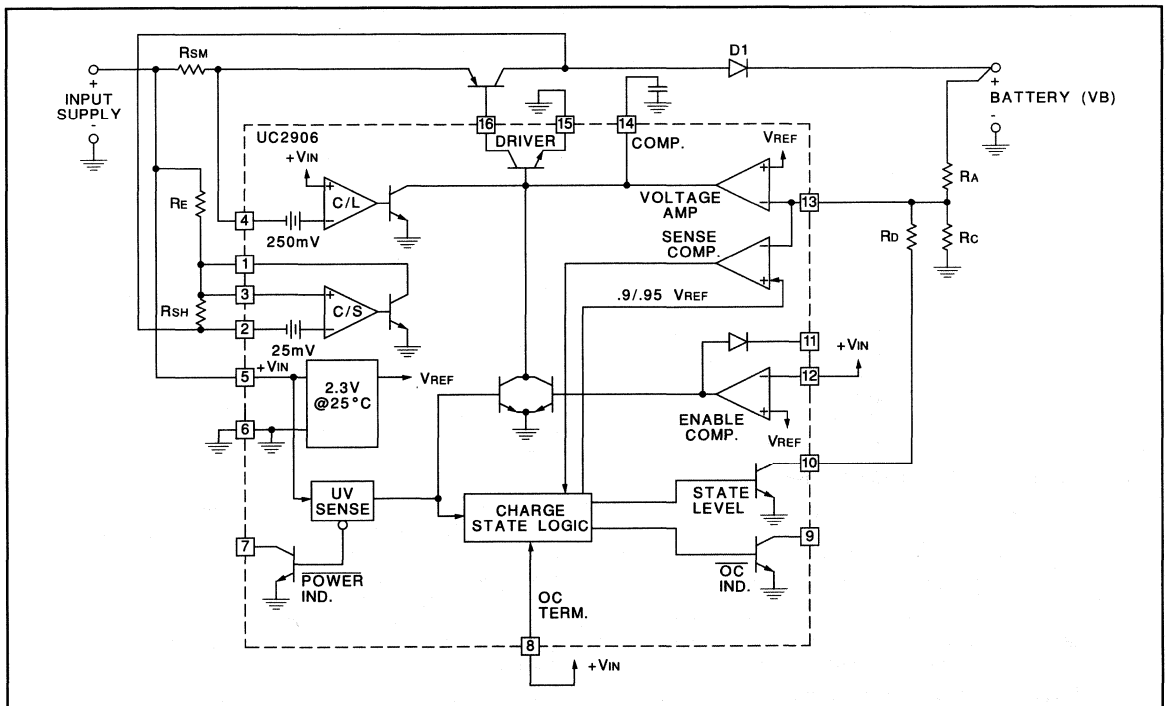 RSM
D1
+
INPUT
SUPPLY
-
+
BATTERY (VB)
-
16
15
14
DRIVER
COMP.
UC2906
+VIN
VREF
RE
+
C/L
-
4
250mV
VOLTAGE
AMP
+
-
13
RA
RD
RC
SENSE
COMP.
-
+
1
3
RSH
+
C/S
-
2
25mV
.9/.95 VREF
11
+VIN
5
+VIN
2.3V
@25°C
VREF
12
-
+
ENABLE
COMP.
VREF
6
10
UV
SENSE
CHARGE
STATE LOGIC
STATE
LEVEL
7
9
POWER
IND.
OC
IND.
OC
TERM.
8
+VIN